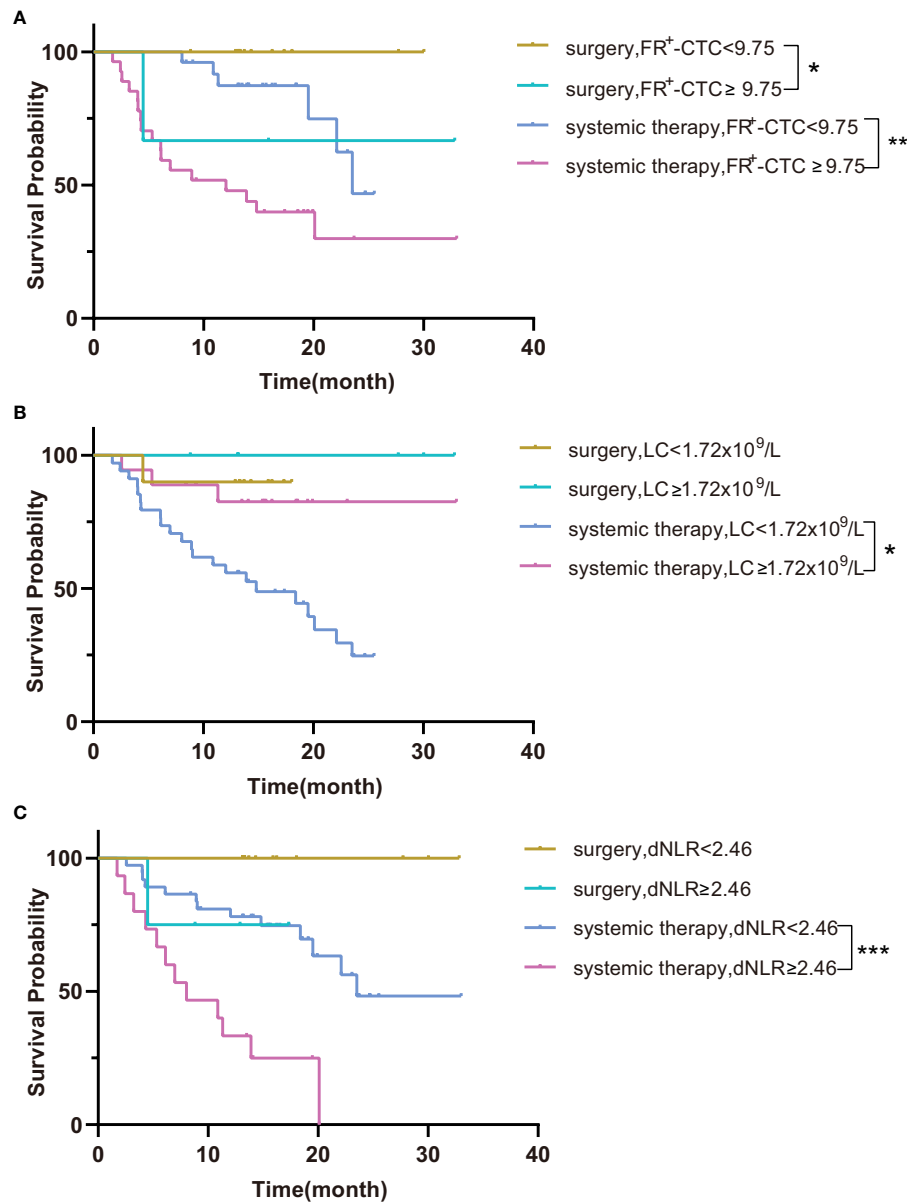 A
Survival Probability
100
50
0
0 10 20 30 40
Time(month)
surgery,FR⁺-CTC<9.75
surgery,FR⁺-CTC≥ 9.75
*
systemic therapy,FR⁺-CTC<9.75
systemic therapy,FR⁺-CTC ≥ 9.75
**
B
Survival Probabilty
100
50
0
0 10 20 30 40
Time(month)
surgery,LC<1.72x10⁹/L
surgery,LC≥1.72x10⁹/L
systemic therapy,LC<1.72x10⁹/L
systemic therapy,LC≥1.72x10⁹/L
*
C
Survival Probability
100
50
0
0 10 20 30 40
Time(month)
surgery,dNLR<2.46
surgery,dNLR≥2.46
systemic therapy,dNLR<2.46
systemic therapy,dNLR≥2.46
***